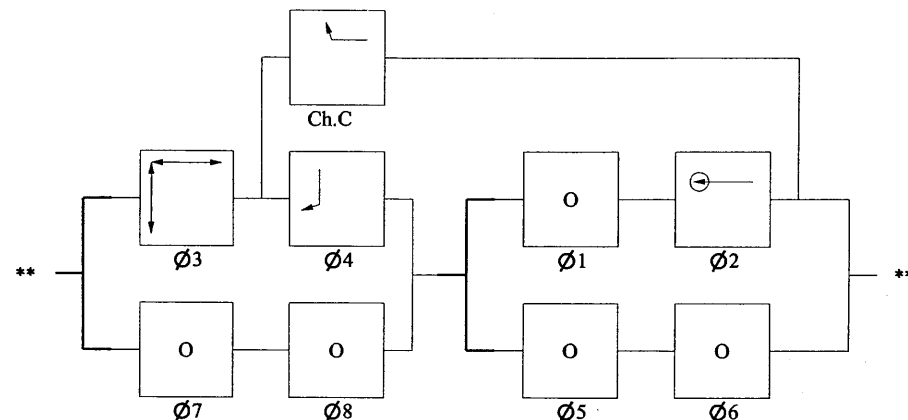 Ch.C
O
Ø3 Ø4 Ø1 Ø2
** **
O O O O
Ø7 Ø8 Ø5 Ø6